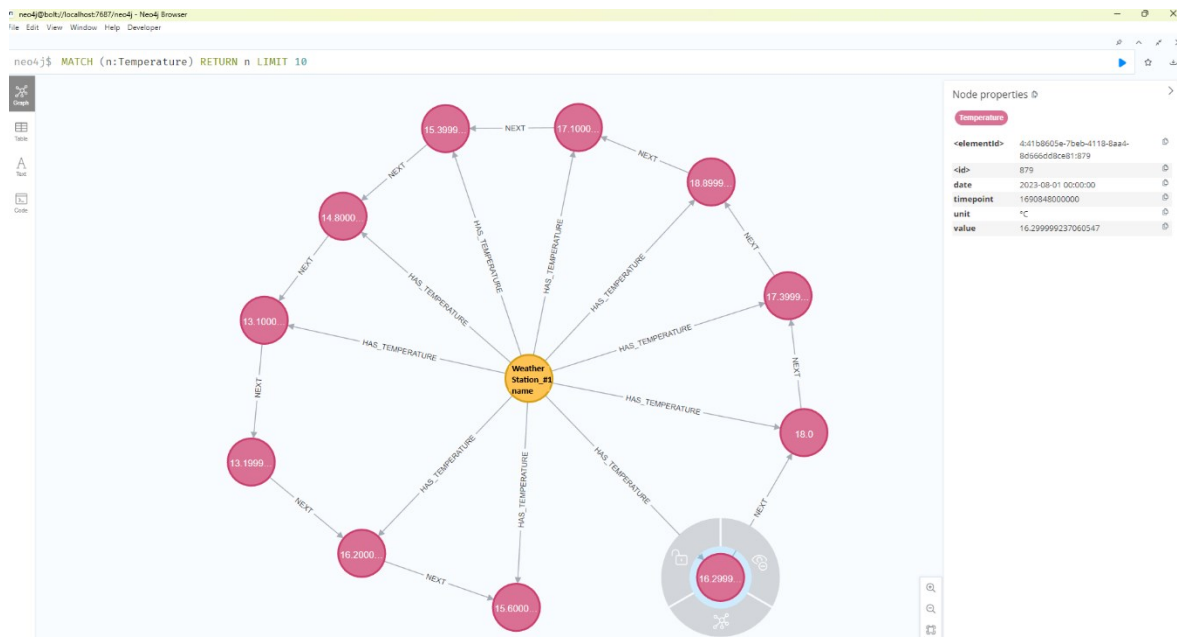 neo4j@bolt://localhost:7687/neo4j - Neo4j Browser
File Edit View Window Help Developer
neo4j$ MATCH (n:Temperature) RETURN n LIMIT 10
Graph
Table
Text
Code
15.3999...
NEXT
17.1000...
NEXT
NEXT
18.8999...
14.8000...
HAS_TEMPERATURE
HAS_TEMPERATURE
NEXT
NEXT
HAS_TEMPERATURE
HAS_TEMPERATURE
17.3999...
13.1000...
HAS_TEMPERATURE
HAS_TEMPERATURE
NEXT
Weather
Station_#1
name
NEXT
HAS_TEMPERATURE
18.0
13.1999...
HAS_TEMPERATURE
HAS_TEMPERATURE
HAS_TEMPERATURE
NEXT
NEXT
16.2000...
NEXT
16.2999...
15.6000...
Node properties
Temperature
<elementId> 4:41b8605e-7beb-4118-8aa4-
8d666dd8ce81:879
<id> 879
date 2023-08-01 00:00:00
timepoint 1690848000000
unit °C
value 16.299999237060547